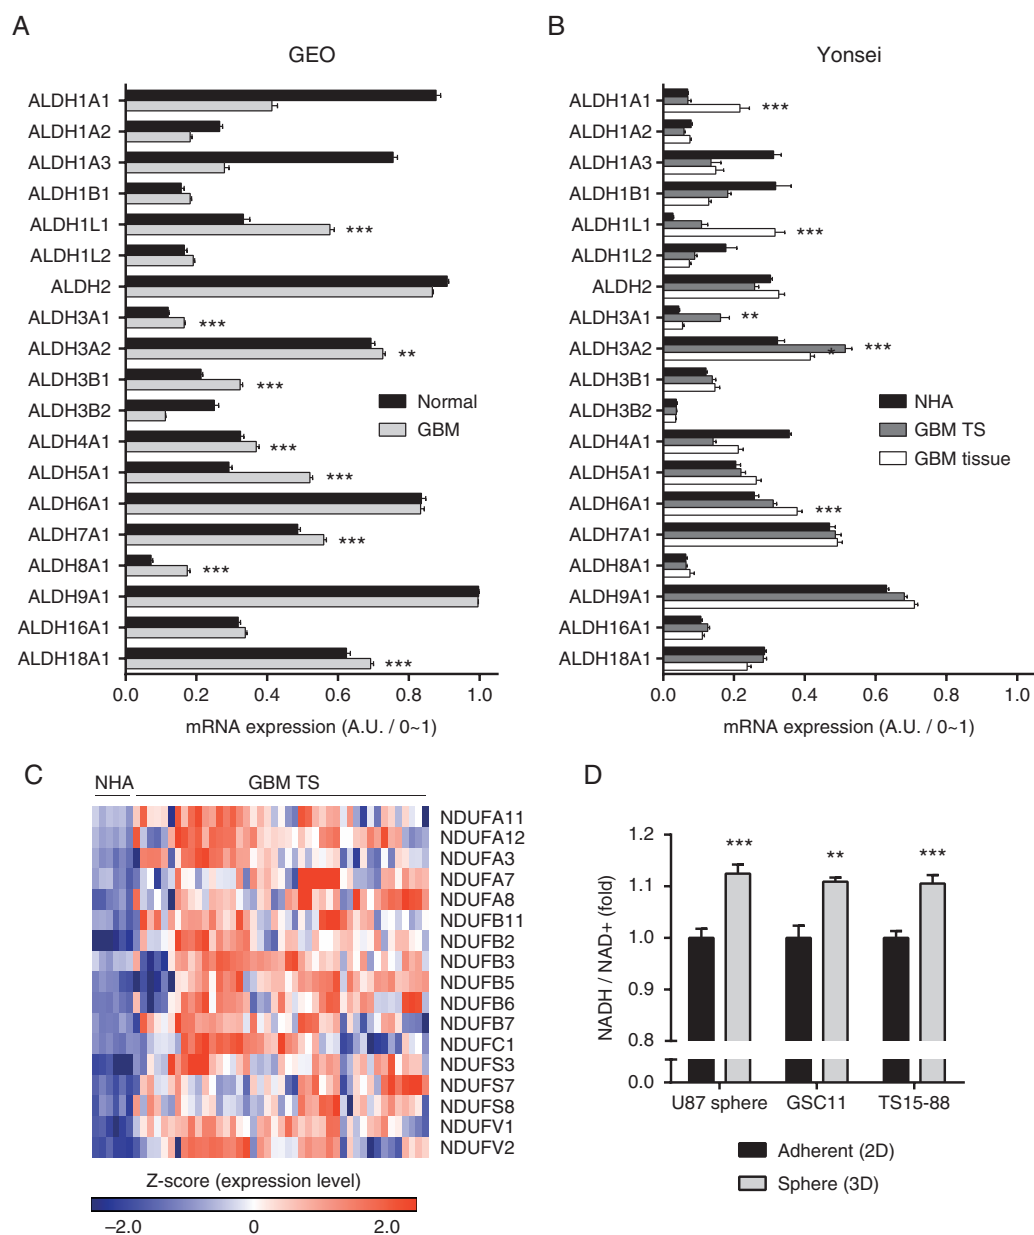 A
GEO
ALDH1A1
ALDH1A2
ALDH1A3
ALDH1B1
ALDH1L1
***
ALDH1L2
ALDH2
ALDH3A1
***
ALDH3A2
**
ALDH3B1
***
ALDH3B2
ALDH4A1
***
ALDH5A1
***
ALDH6A1
ALDH7A1
***
ALDH8A1
***
ALDH9A1
ALDH16A1
ALDH18A1
***
Normal
GBM
0.0 0.2 0.4 0.6 0.8 1.0
mRNA expression (A.U. / 0~1)
B
Yonsei
ALDH1A1
***
ALDH1A2
ALDH1A3
ALDH1B1
ALDH1L1
***
ALDH1L2
ALDH2
ALDH3A1
**
ALDH3A2
***
*
ALDH3B1
ALDH3B2
ALDH4A1
ALDH5A1
ALDH6A1
***
ALDH7A1
ALDH8A1
ALDH9A1
ALDH16A1
ALDH18A1
NHA
GBM TS
GBM tissue
0.0 0.2 0.4 0.6 0.8 1.0
mRNA expression (A.U. / 0~1)
C
NHA GBM TS
NDUFA11
NDUFA12
NDUFA3
NDUFA7
NDUFA8
NDUFB11
NDUFB2
NDUFB3
NDUFB5
NDUFB6
NDUFB7
NDUFC1
NDUFS3
NDUFS7
NDUFS8
NDUFV1
NDUFV2
Z-score (expression level)
−2.0 0 2.0
D
NADH / NAD+ (fold)
1.2
1.1
1.0
0.9
0.8
0.0
*** ** ***
U87 sphere GSC11 TS15-88
Adherent (2D)
Sphere (3D)